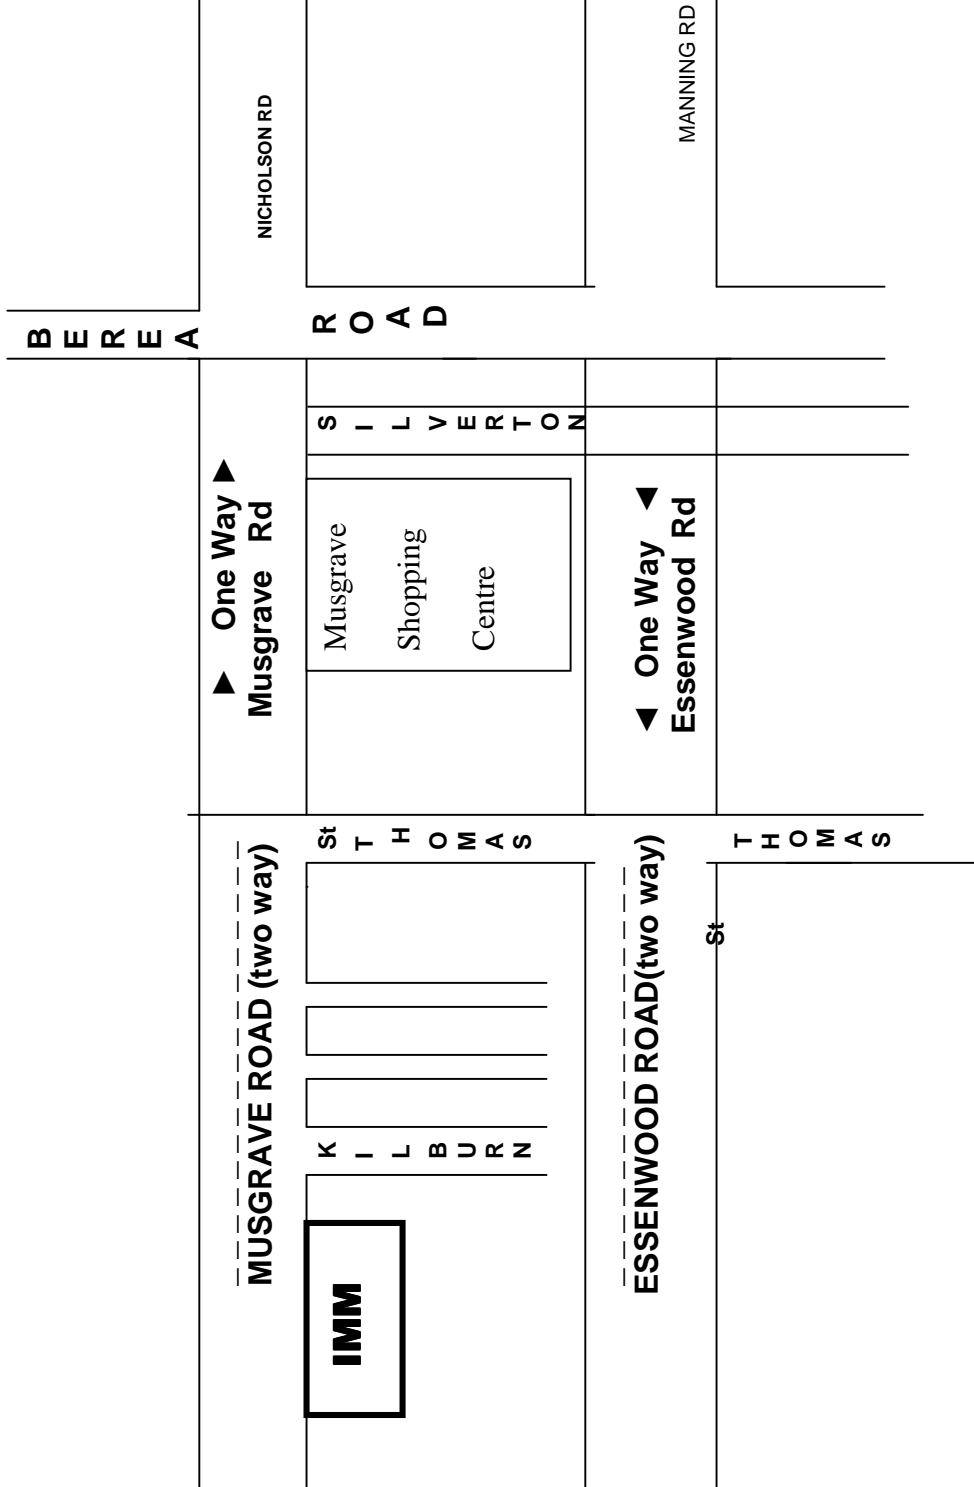 BEREA
ROAD
NICHOLSON RD
MANNING RD
SILVERTON
► One Way ►
Musgrave Rd
Musgrave
Shopping
Centre
◄ One Way ◄
Essenwood Rd
St THOMAS
St THOMAS
MUSGRAVE ROAD (two way)
ESSENWOOD ROAD(two way)
KILBURN
IMM